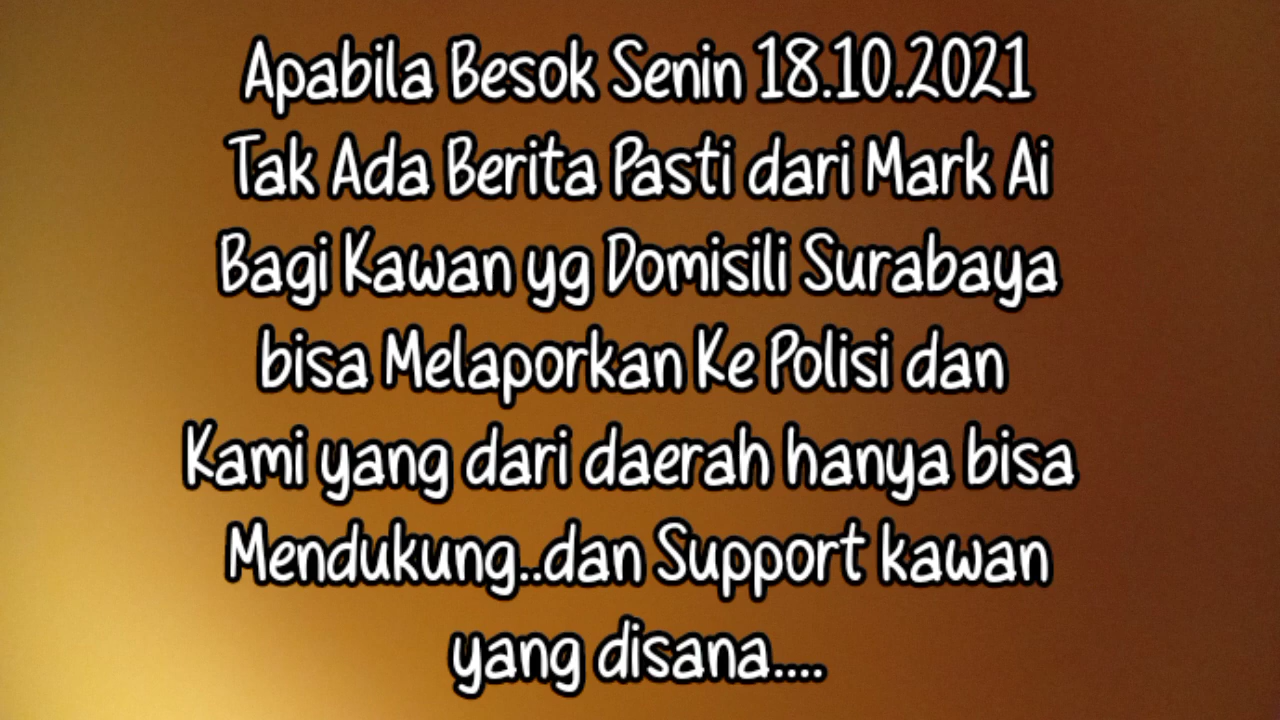 Apabila Besok Senin 18.10.2021
Tak Ada Berita Pasti dari Mark Ai
Bagi Kawan yg Domisili Surabaya
bisa Melaporkan Ke Polisi dan
Kami yang dari daerah hanya bisa
Mendukung..dan Support kawan
yang disana....